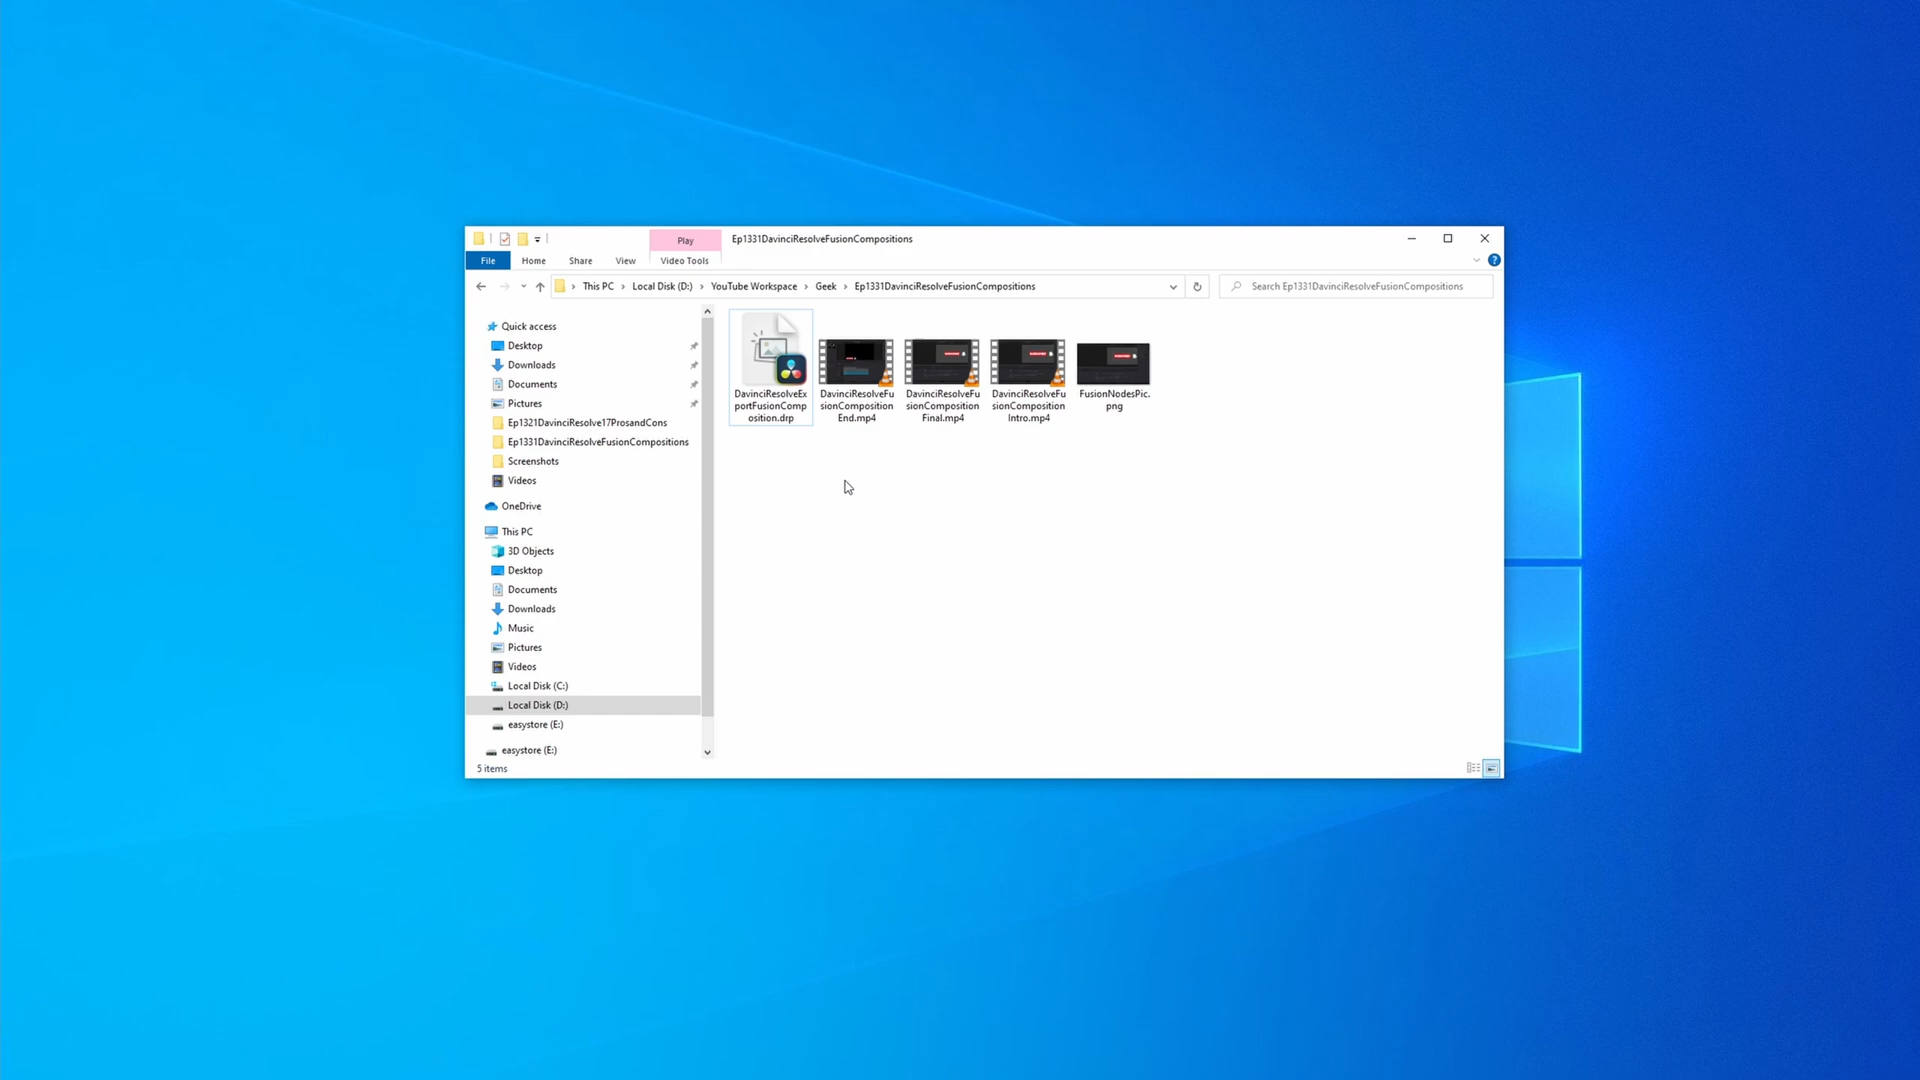 Play
Ep1331DavinciResolveFusionCompositions
File
Home
Share
View
Video Tools
This PC
Local Disk (D:)
YouTube Workspace
Geek
Ep1331DavinciResolveFusionCompositions
Search Ep1331DavinciResolveFusionCompositions
Quick access
Desktop
Downloads
Documents
Pictures
Ep1321DavinciResolve17ProsandCons
Ep1331DavinciResolveFusionCompositions
Screenshots
Videos
OneDrive
This PC
3D Objects
Desktop
Documents
Downloads
Music
Pictures
Videos
Local Disk (C:)
Local Disk (D:)
easystore (E:)
easystore (E:)
DavinciResolveEx
portFusionComp
osition.drp
DavinciResolveFu
sionComposition
End.mp4
DavinciResolveFu
sionComposition
Final.mp4
DavinciResolveFu
sionComposition
Intro.mp4
FusionNodesPic.
png
5 items